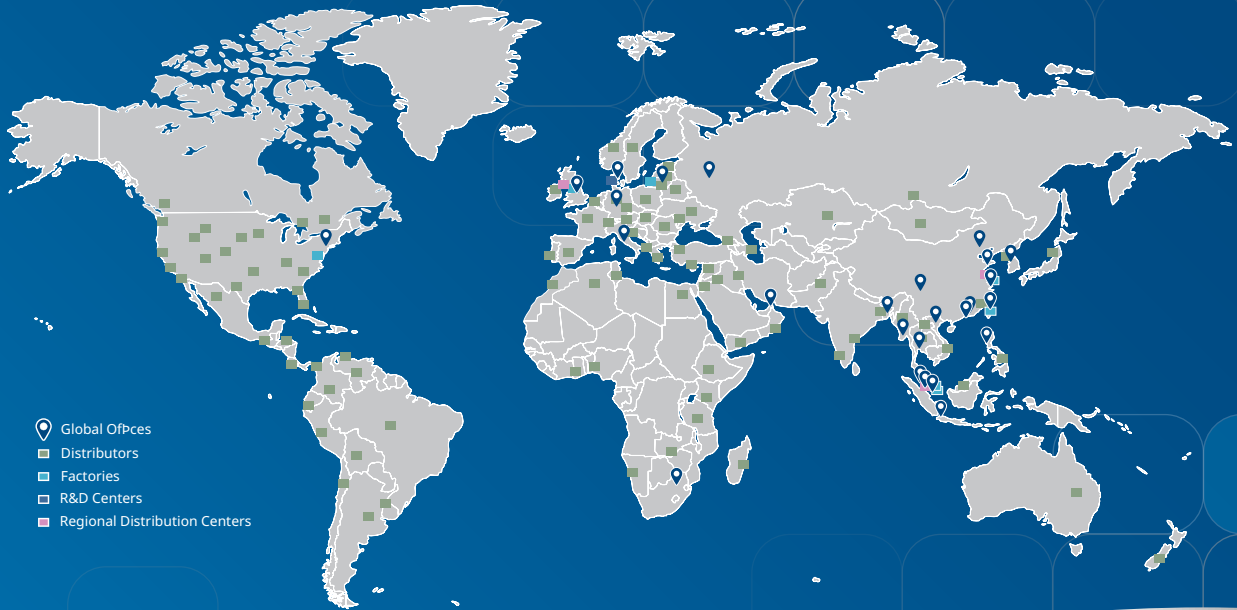 Global OfÞces
Distributors
Factories
R&D Centers
Regional Distribution Centers